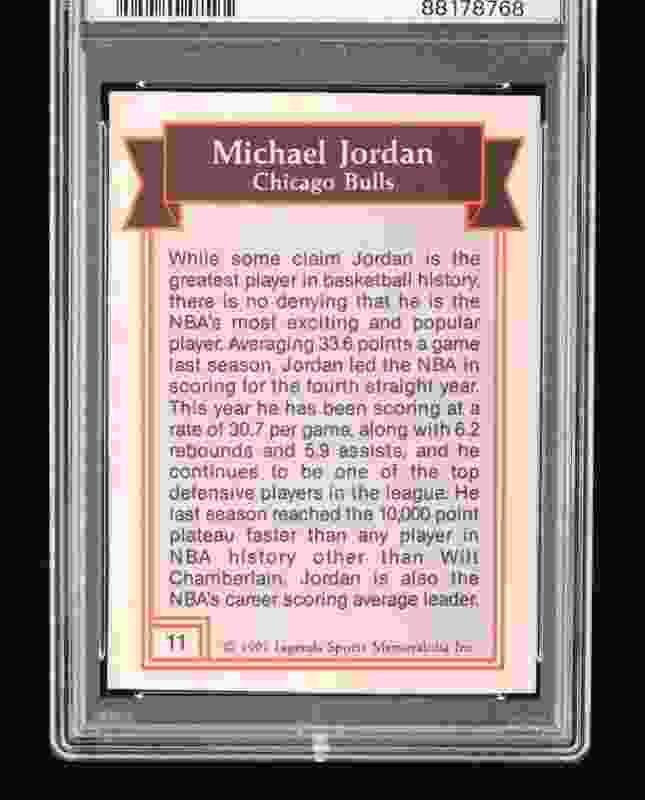 88178768
Michael Jordan
Chicago Bulls
While some claim Jordan is the
greatest player in basketball history,
there is no denying that he is the
NBA's most exciting and popular
player. Averaging 33.6 points a game
last season, Jordan led the NBA in
scoring for the fourth straight year.
This year he has been scoring at a
rate of 30.7 per game, along with 6.2
rebounds and 5.9 assists, and he
continues to be one of the top
defensive players in the league. He
last season reached the 10,000-point
plateau faster than any player in
NBA history other than Wilt
Chamberlain. Jordan is also the
NBA's career scoring average leader.
11
© 1991 Legends Sports Memorabilia Inc.